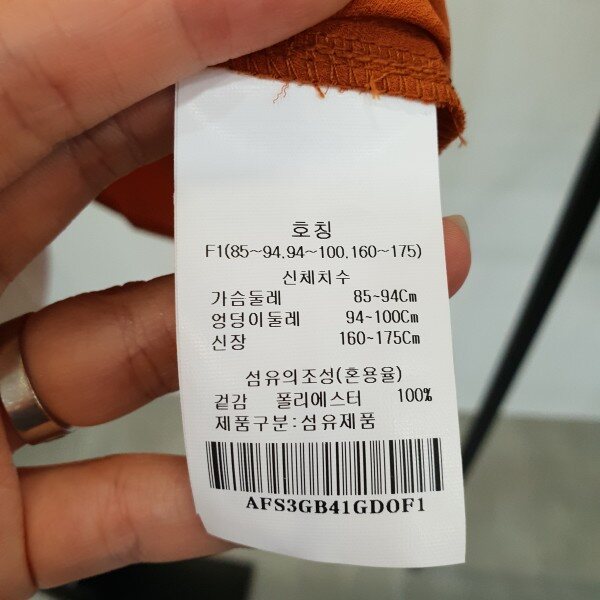 호칭
F1(85~94,94~100,160~175)
신체치수
가슴둘레 85~94Cm
엉덩이둘레 94~100Cm
신장 160~175Cm
섬유의조성(혼용율)
겉감 폴리에스터 100%
제품구분:섬유제품
AFS3GB41GDOF1